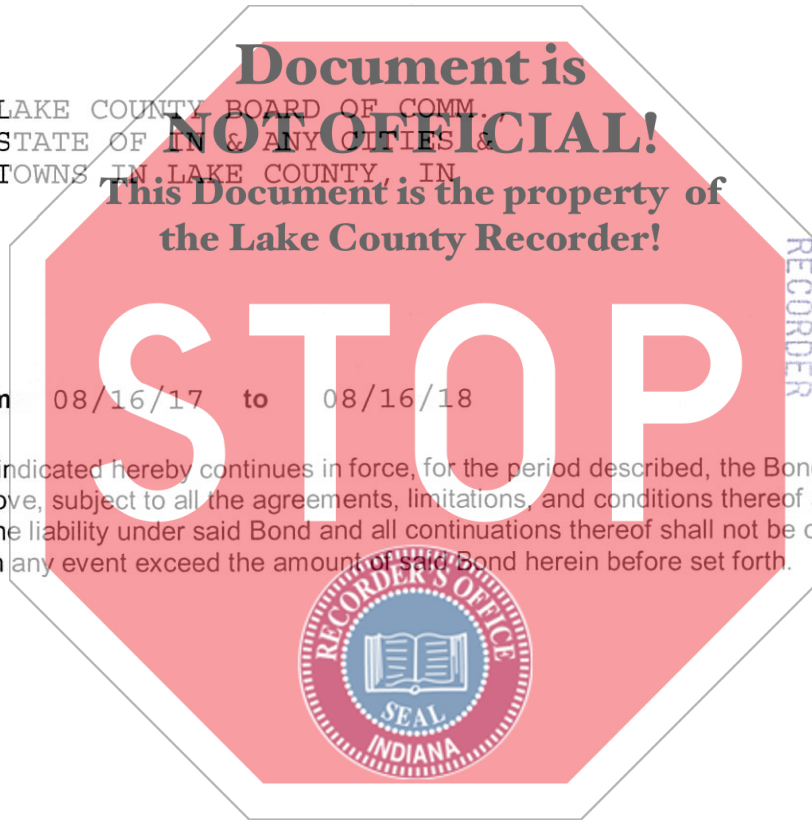 Document is
LAKE COUNTY BOARD OF COMM.,
NOT OFFICIAL!
STATE OF IN & ANY CITIES &
TOWNS IN LAKE COUNTY, IN
This Document is the property of
the Lake County Recorder!
RECORDER
STOP
08/16/17 to 08/16/18
indicated hereby continues in force, for the period described, the Bond
subject to all the agreements, limitations, and conditions thereof
liability under said Bond and all continuations thereof shall not be
any event exceed the amount of said Bond herein before set forth.
RECORDER'S OFFICE
SEAL
INDIANA